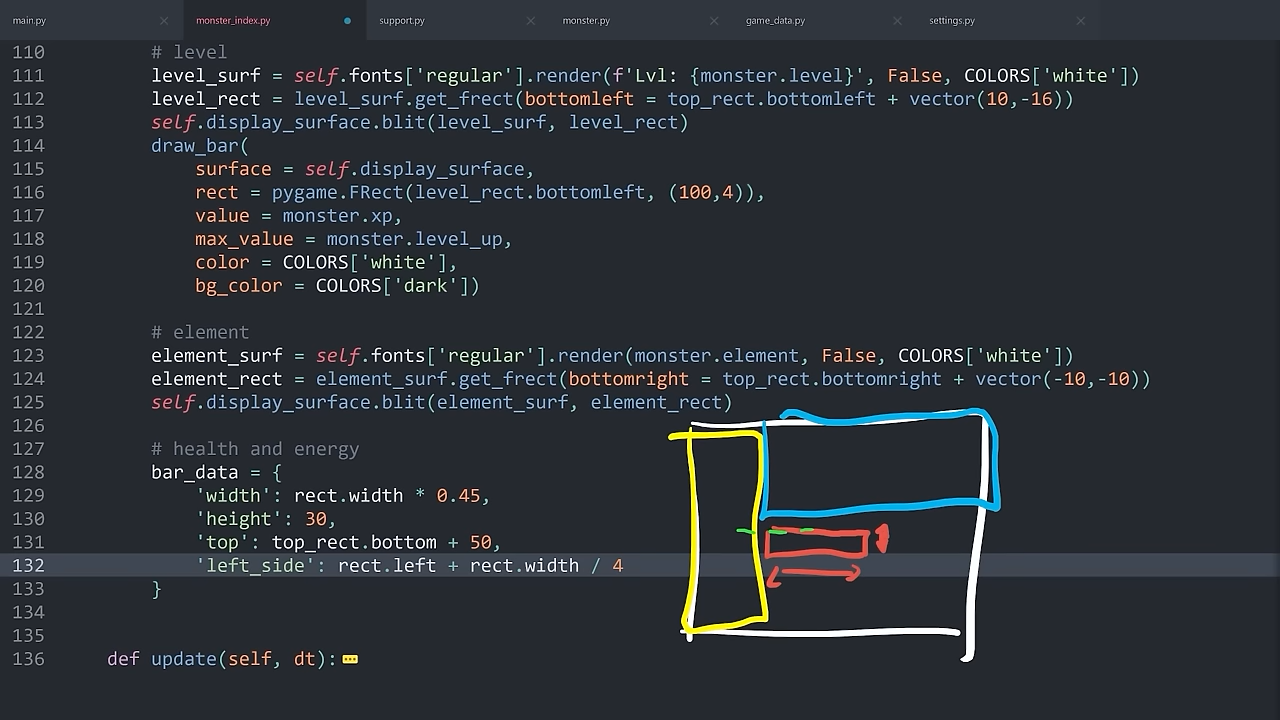 main.py
monster_index.py
support.py
monster.py
game_data.py
settings.py
110 # level
111 level_surf = self.fonts['regular'].render(f'Lvl: {monster.level}', False, COLORS['white'])
112 level_rect = level_surf.get_frect(bottomleft = top_rect.bottomleft + vector(10,-16))
113 self.display_surface.blit(level_surf, level_rect)
114 draw_bar(
115 surface = self.display_surface,
116 rect = pygame.FRect(level_rect.bottomleft, (100,4)),
117 value = monster.xp,
118 max_value = monster.level_up,
119 color = COLORS['white'],
120 bg_color = COLORS['dark'])
121
122 # element
123 element_surf = self.fonts['regular'].render(monster.element, False, COLORS['white'])
124 element_rect = element_surf.get_frect(bottomright = top_rect.bottomright + vector(-10,-10))
125 self.display_surface.blit(element_surf, element_rect)
126
127 # health and energy
128 bar_data = {
129 'width': rect.width * 0.45,
130 'height': 30,
131 'top': top_rect.bottom + 50,
132 'left_side': rect.left + rect.width / 4
133 }
134
135
136 def update(self, dt):